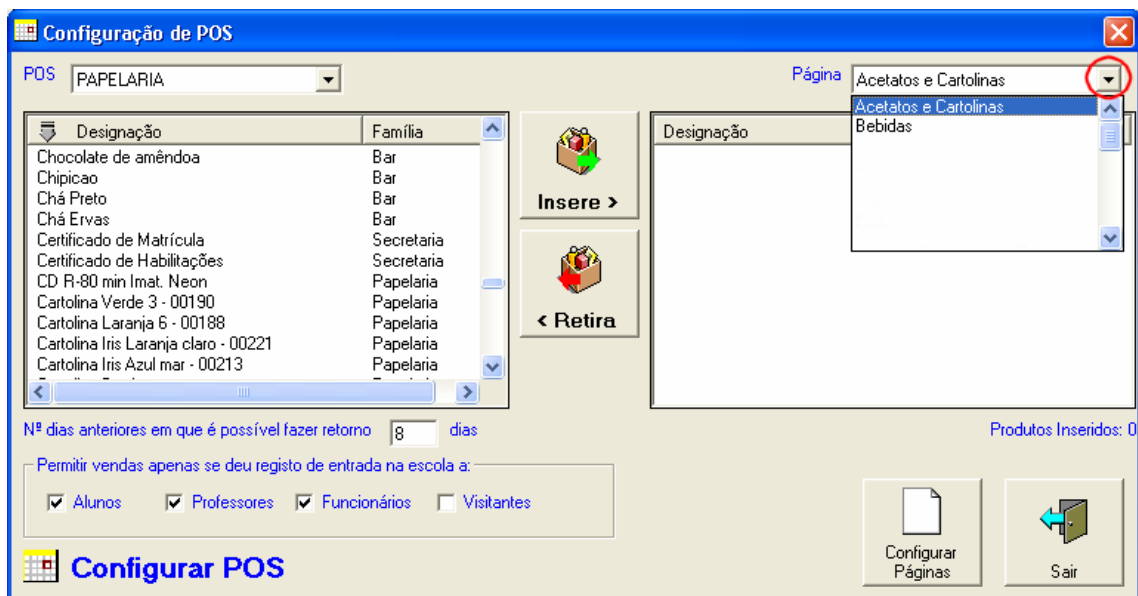 Configuração de POS
POS PAPELARIA
Página Acetatos e Cartolinas
Acetatos e Cartolinas
Bebidas
Designação Família
Chocolate de amêndoa Bar
Chipicao Bar
Chá Preto Bar
Chá Ervas Bar
Certificado de Matrícula Secretaria
Certificado de Habilitações Secretaria
CD R-80 min Imat. Neon Papelaria
Cartolina Verde 3 - 00190 Papelaria
Cartolina Laranja 6 - 00188 Papelaria
Cartolina Iris Laranja claro - 00221 Papelaria
Cartolina Iris Azul mar - 00213 Papelaria
Insere >
< Retira
Designação
Nº dias anteriores em que é possível fazer retorno 8 dias
Produtos Inseridos: 0
Permitir vendas apenas se deu registo de entrada na escola a:
Alunos Professores Funcionários Visitantes
Configurar POS
Configurar
Páginas
Sair